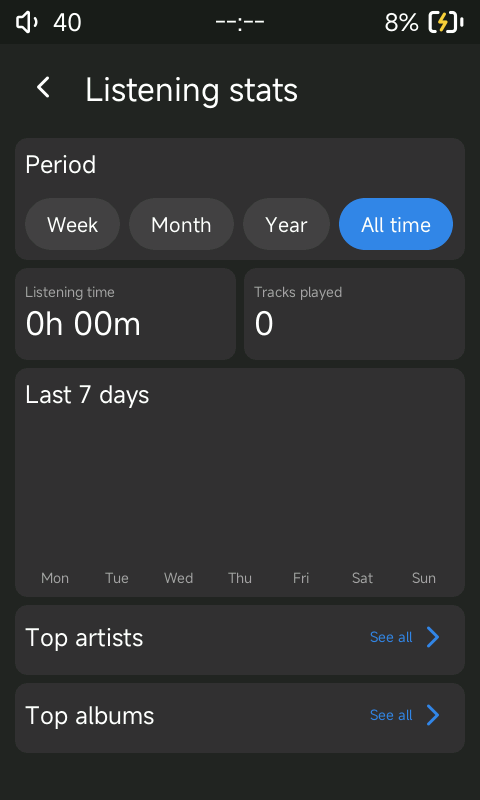 40 --:-- 8%
Listening stats
Period
Week Month Year All time
Listening time Tracks played
0h 00m 0
Last 7 days
Mon Tue Wed Thu Fri Sat Sun
Top artists See all
Top albums See all